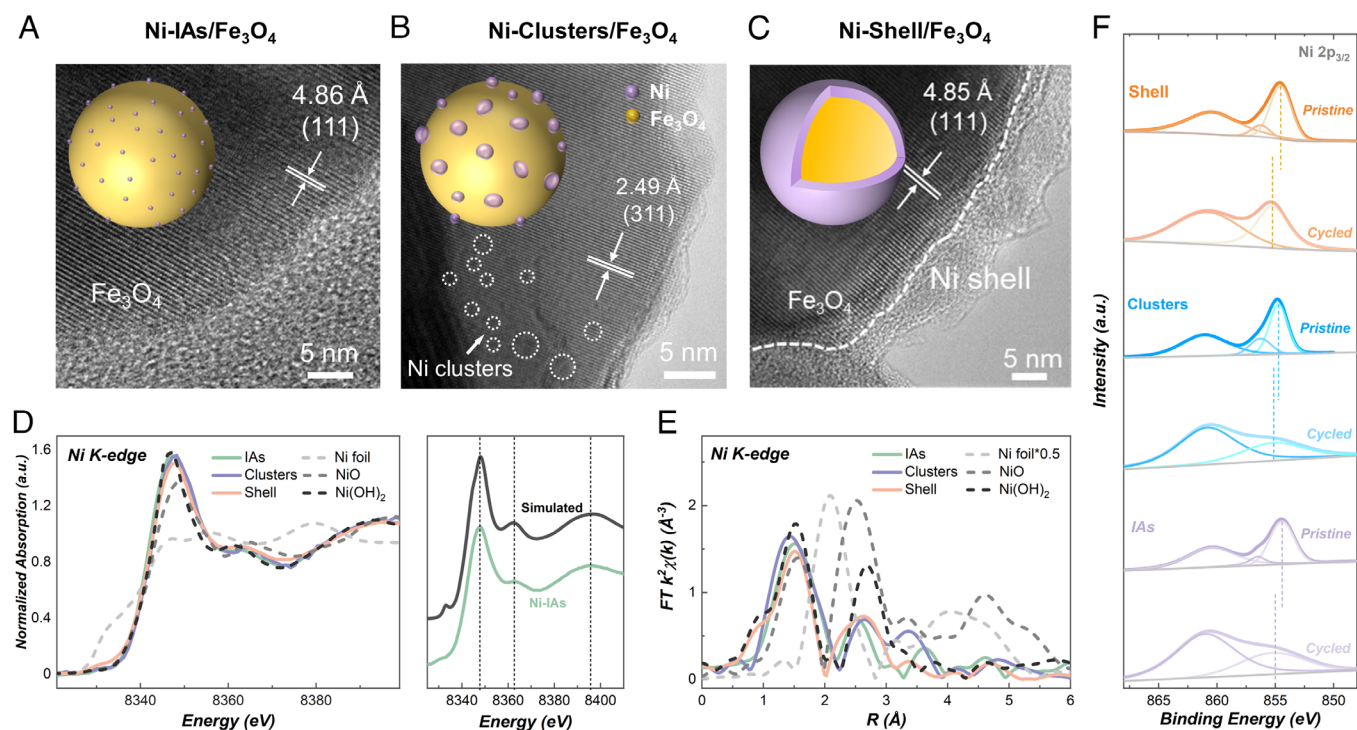 A
Ni-IAs/Fe₃O₄
4.86 Å
(111)
Fe₃O₄
5 nm
B
Ni-Clusters/Fe₃O₄
Ni
Fe₃O₄
2.49 Å
(311)
Ni clusters
5 nm
C
Ni-Shell/Fe₃O₄
4.85 Å
(111)
Fe₃O₄
Ni shell
5 nm
D
Ni K-edge
IAs
Clusters
Shell
Ni foil
NiO
Ni(OH)₂
Normalized Absorption (a.u.)
1.6
1.2
0.8
0.4
0
8340 8360 8380
Energy (eV)
Simulated
Ni-IAs
8340 8360 8380 8400
Energy (eV)
E
Ni K-edge
IAs
Clusters
Shell
Ni foil*0.5
NiO
Ni(OH)₂
FT k²χ(k) (Å⁻³)
3
2
1
0
0 1 2 3 4 5 6
R (Å)
F
Ni 2p₃/₂
Shell
Pristine
Cycled
Clusters
Pristine
Cycled
IAs
Pristine
Cycled
Intensity (a.u.)
865 860 855 850
Binding Energy (eV)